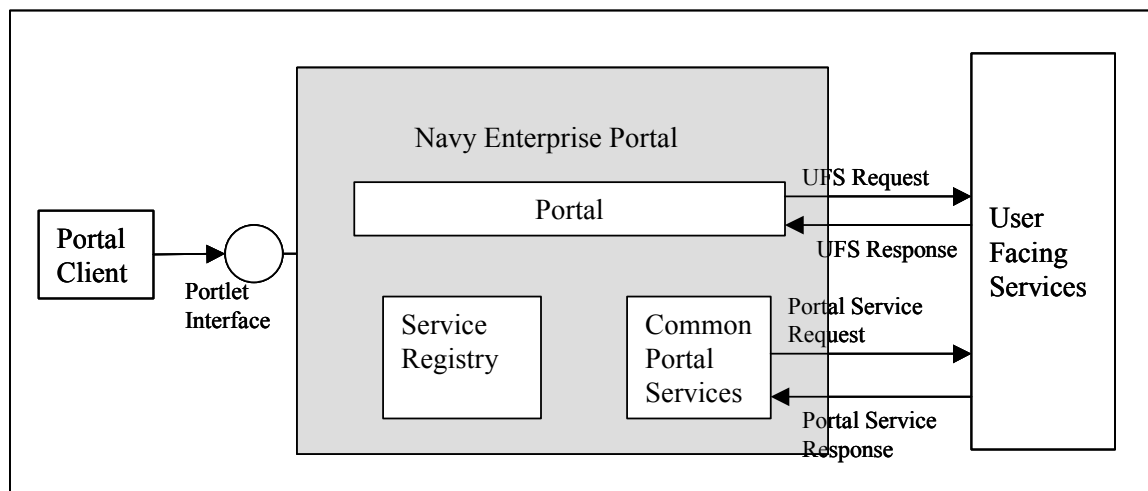 Navy Enterprise Portal
UFS Request
Portal
UFS Response
Portal
Client
Portlet
Interface
User
Facing
Services
Service
Registry
Common
Portal
Services
Portal Service
Request
Portal Service
Response